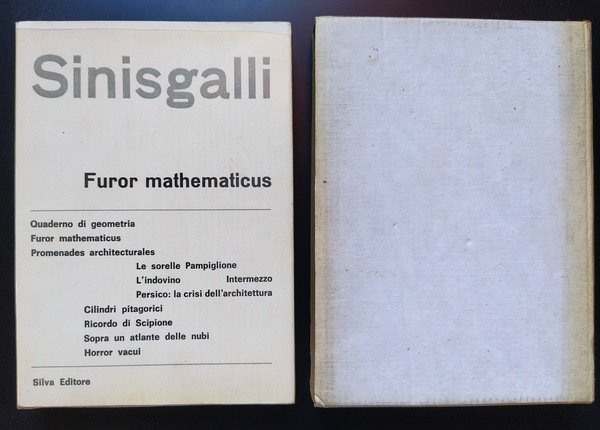 Sinisgalli
Furor mathematicus
Quaderno di geometria
Furor mathematicus
Promenades architecturales
Le sorelle Pampiglione
L'indovino Intermezzo
Persico: la crisi dell'architettura
Cilindri pitagorici
Ricordo di Scipione
Sopra un atlante delle nubi
Horror vacui
Silva Editore